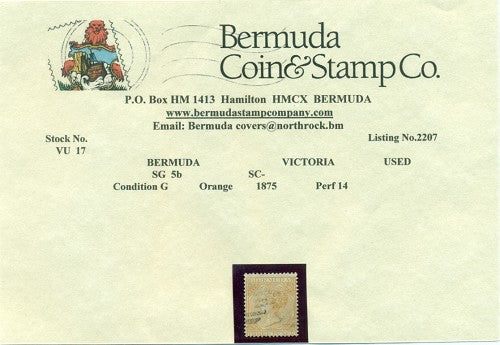 Bermuda
Coin & Stamp Co.
P.O. Box HM 1413 Hamilton HMCX BERMUDA
www.bermudastampcompany.com
Email: Bermuda covers@northrock.bm
Stock No. Listing No.2207
VU 17
BERMUDA VICTORIA USED
SG 5b SC-
Condition G Orange 1875 Perf 14